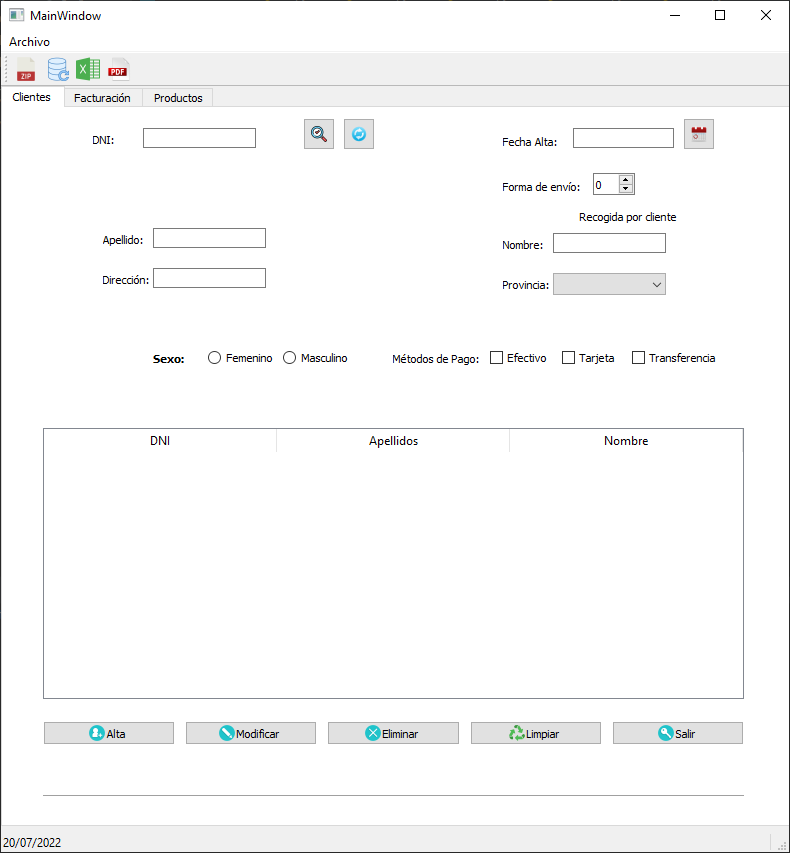 MainWindow
Archivo
ZIP PDF
Clientes Facturación Productos
DNI: Fecha Alta:
Forma de envío: 0
Recogida por cliente
Apellido: Nombre:
Dirección: Provincia:
Sexo: Femenino Masculino Métodos de Pago: Efectivo Tarjeta Transferencia
DNI Apellidos Nombre
Alta Modificar Eliminar Limpiar Salir
20/07/2022